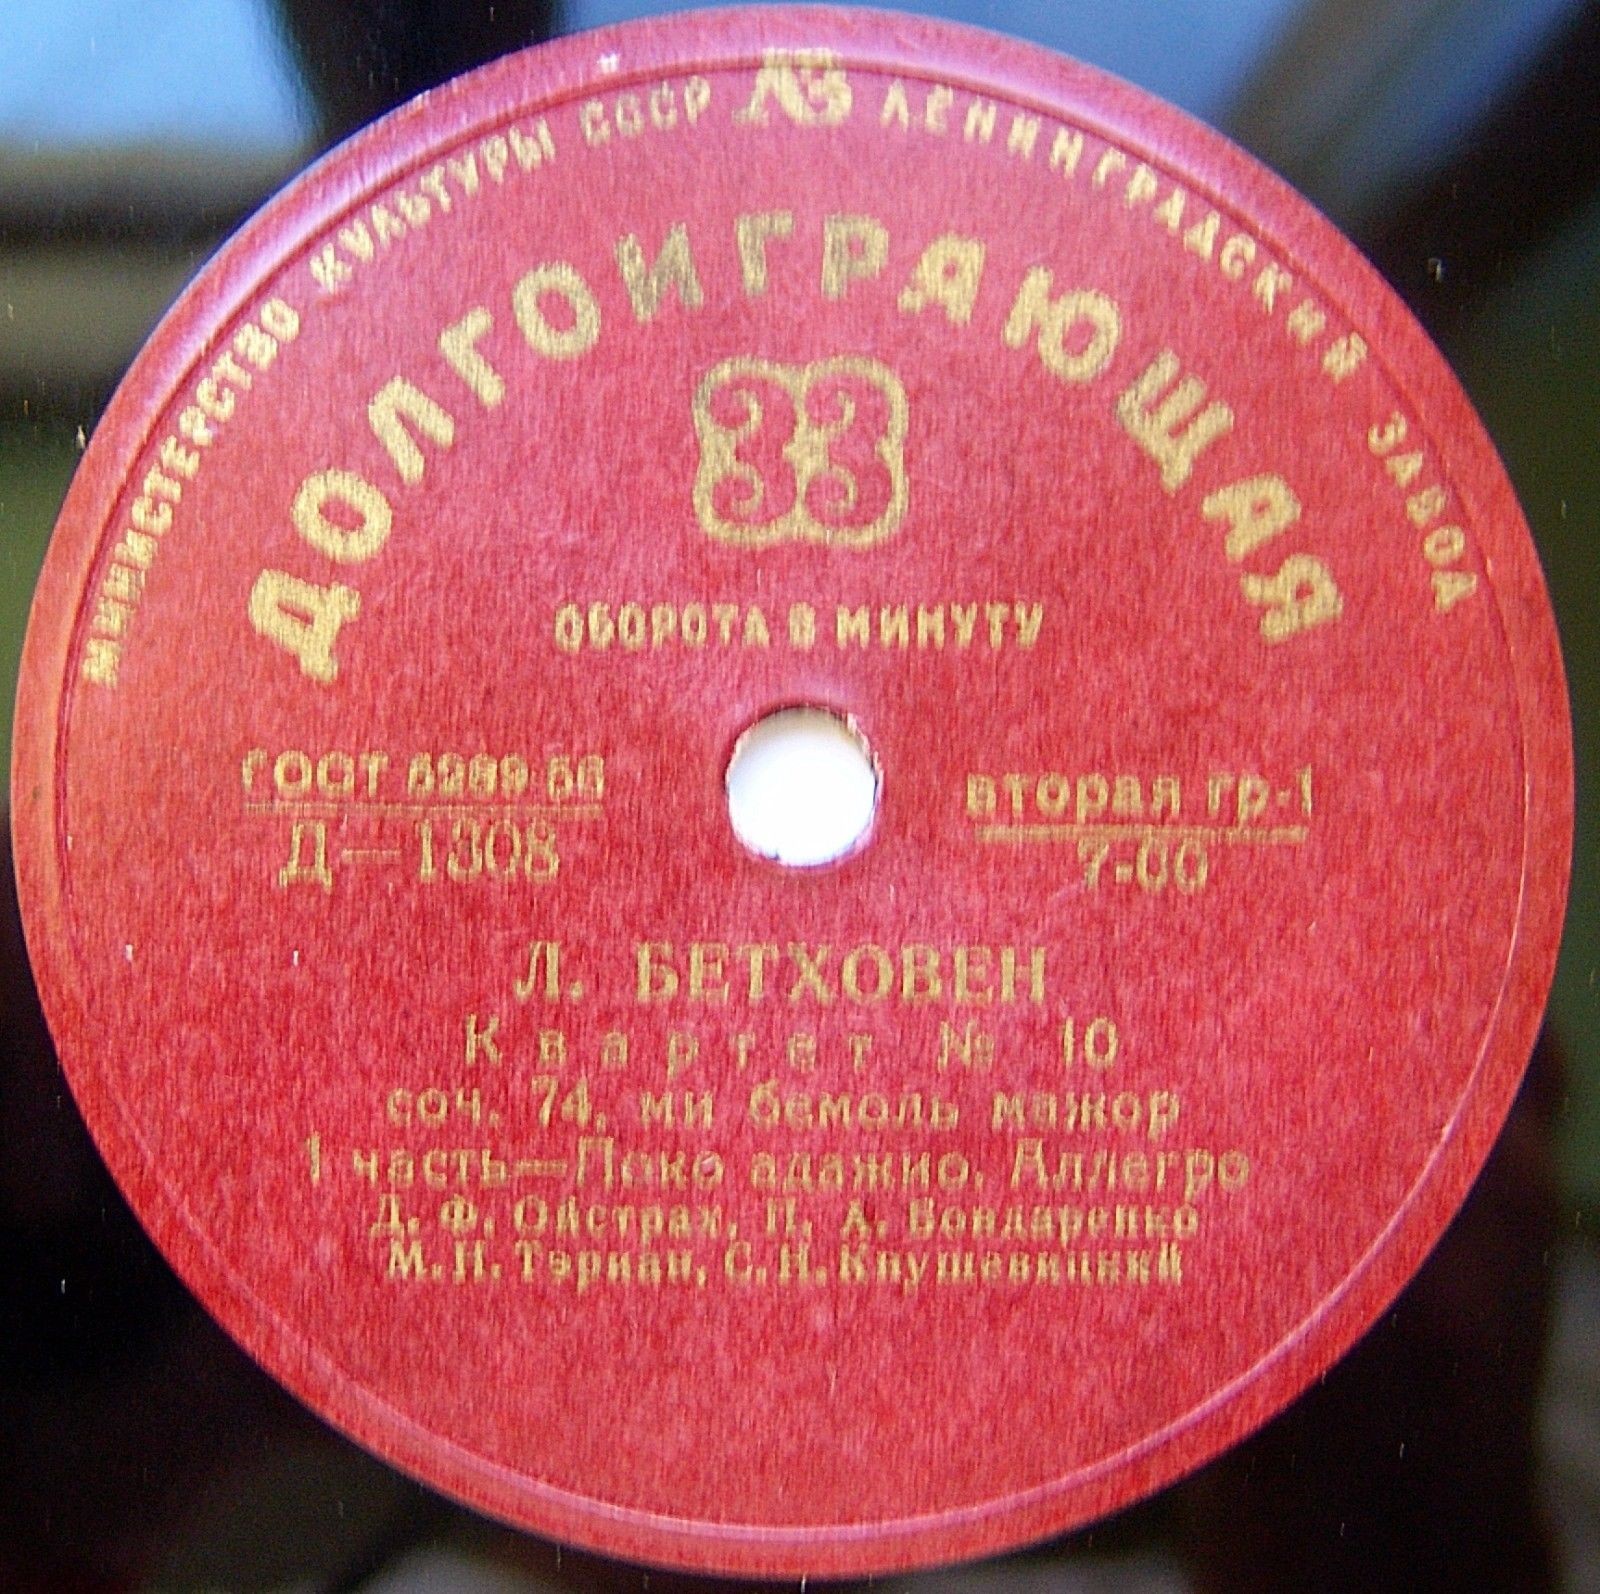 МИНИСТЕРСТВО КУЛЬТУРЫ СССР ЛЗ ЛЕНИНГРАДСКИЙ ЗАВОД
ДОЛГОИГРАЮЩАЯ
33
ОБОРОТА В МИНУТУ
ГОСТ 5289-56
Д—1308
вторая гр-1
7-00
Л. БЕТХОВЕН
Квартет № 10
соч. 74, ми бемоль мажор
1 часть—Поко адажио. Аллегро
Д. Ф. Ойстрах, П. А. Бондаренко
М. Н. Тэриан, С. Н. Кнушевицкий